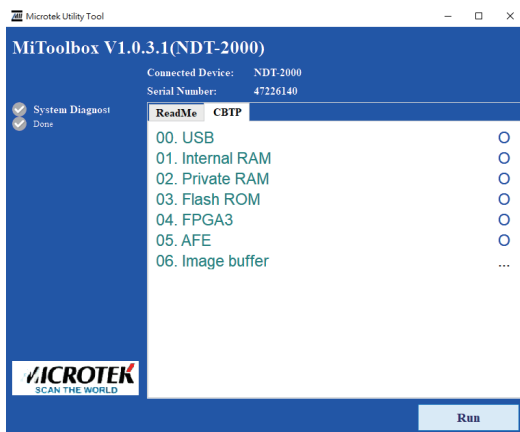 Microtek Utility Tool
MiToolbox V1.0.3.1(NDT-2000)
Connected Device: NDT-2000
Serial Number: 47226140
System Diagnost
Done
ReadMe CBTP
00. USB O
01. Internal RAM O
02. Private RAM O
03. Flash ROM O
04. FPGA3 O
05. AFE O
06. Image buffer ...
MICROTEK
SCAN THE WORLD
Run